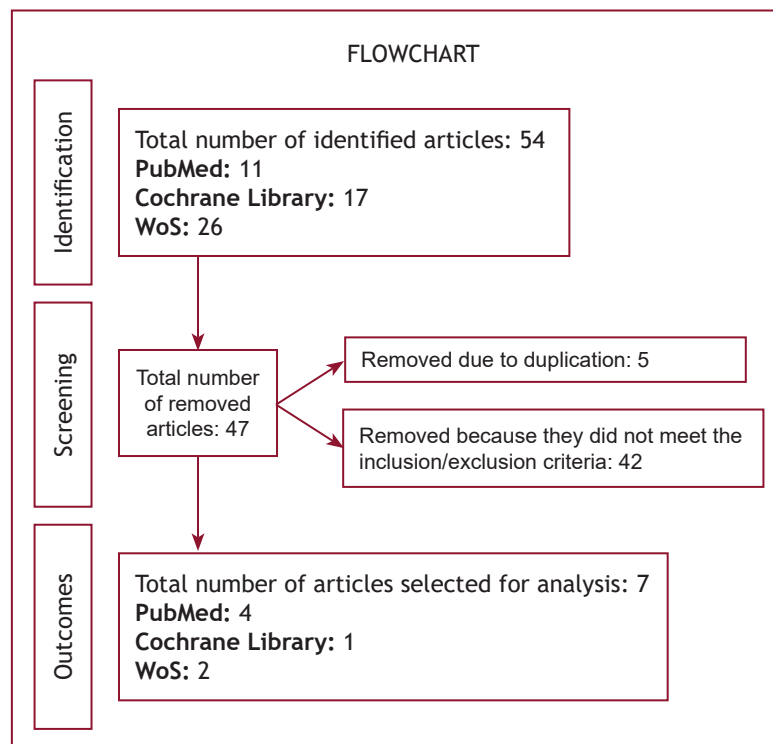 FLOWCHART
Identification
Total number of identified articles: 54
PubMed: 11
Cochrane Library: 17
WoS: 26
Screening
Total number
of removed
articles: 47
Removed due to duplication: 5
Removed because they did not meet the
inclusion/exclusion criteria: 42
Outcomes
Total number of articles selected for analysis: 7
PubMed: 4
Cochrane Library: 1
WoS: 2